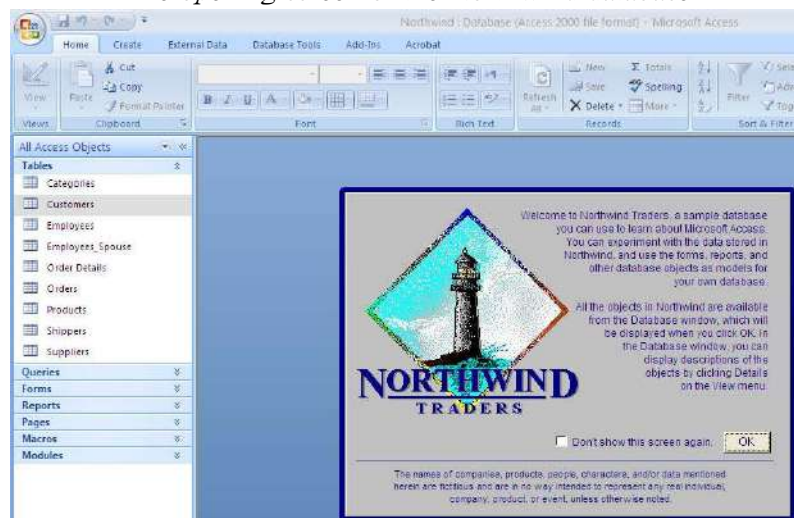 Northwind : Database (Access 2000 file format) - Microsoft Access
Home Create External Data Database Tools Add-Ins Acrobat
View
Paste
Cut
Copy
Format Painter
B I U A
Refresh
All
New
Save
Delete
Totals
Spelling
More
Filter
Views Clipboard Font Rich Text Records Sort & Filter
All Access Objects
Tables
Categories
Customers
Employees
Employees_Spouse
Order Details
Orders
Products
Shippers
Suppliers
Queries
Forms
Reports
Pages
Macros
Modules
Welcome to Northwind Traders, a sample database
you can use to learn about Microsoft Access.
You can experiment with the data stored in
Northwind, and use the forms, reports, and
other database objects as models for
your own database.
All the objects in Northwind are available
from the Database window, which will
be displayed when you click OK. In
the Database window, you can
display descriptions of the
objects by clicking Details
on the View menu.
NORTHWIND
TRADERS
Don't show this screen again.
OK
The names of companies, products, people, characters, and/or data mentioned
herein are fictitious and are in no way intended to represent any real individual,
company, product, or event, unless otherwise noted.